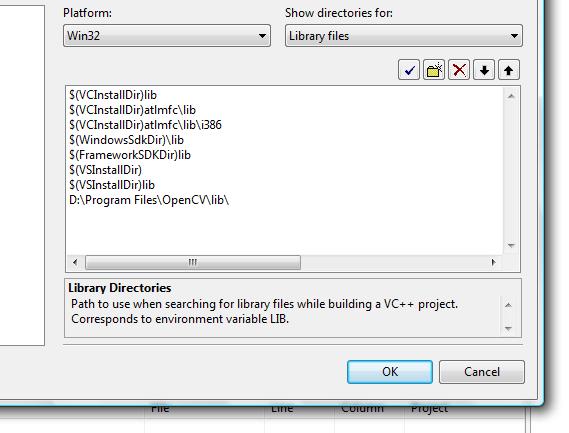 Platform:
Show directories for:
Win32
Library files
$(VCInstallDir)lib
$(VCInstallDir)atlmfc\lib
$(VCInstallDir)atlmfc\lib\i386
$(WindowsSdkDir)\lib
$(FrameworkSDKDir)lib
$(VSInstallDir)
$(VSInstallDir)lib
D:\Program Files\OpenCV\lib\
Library Directories
Path to use when searching for library files while building a VC++ project.
Corresponds to environment variable LIB.
OK
Cancel
File
Line
Column
Project